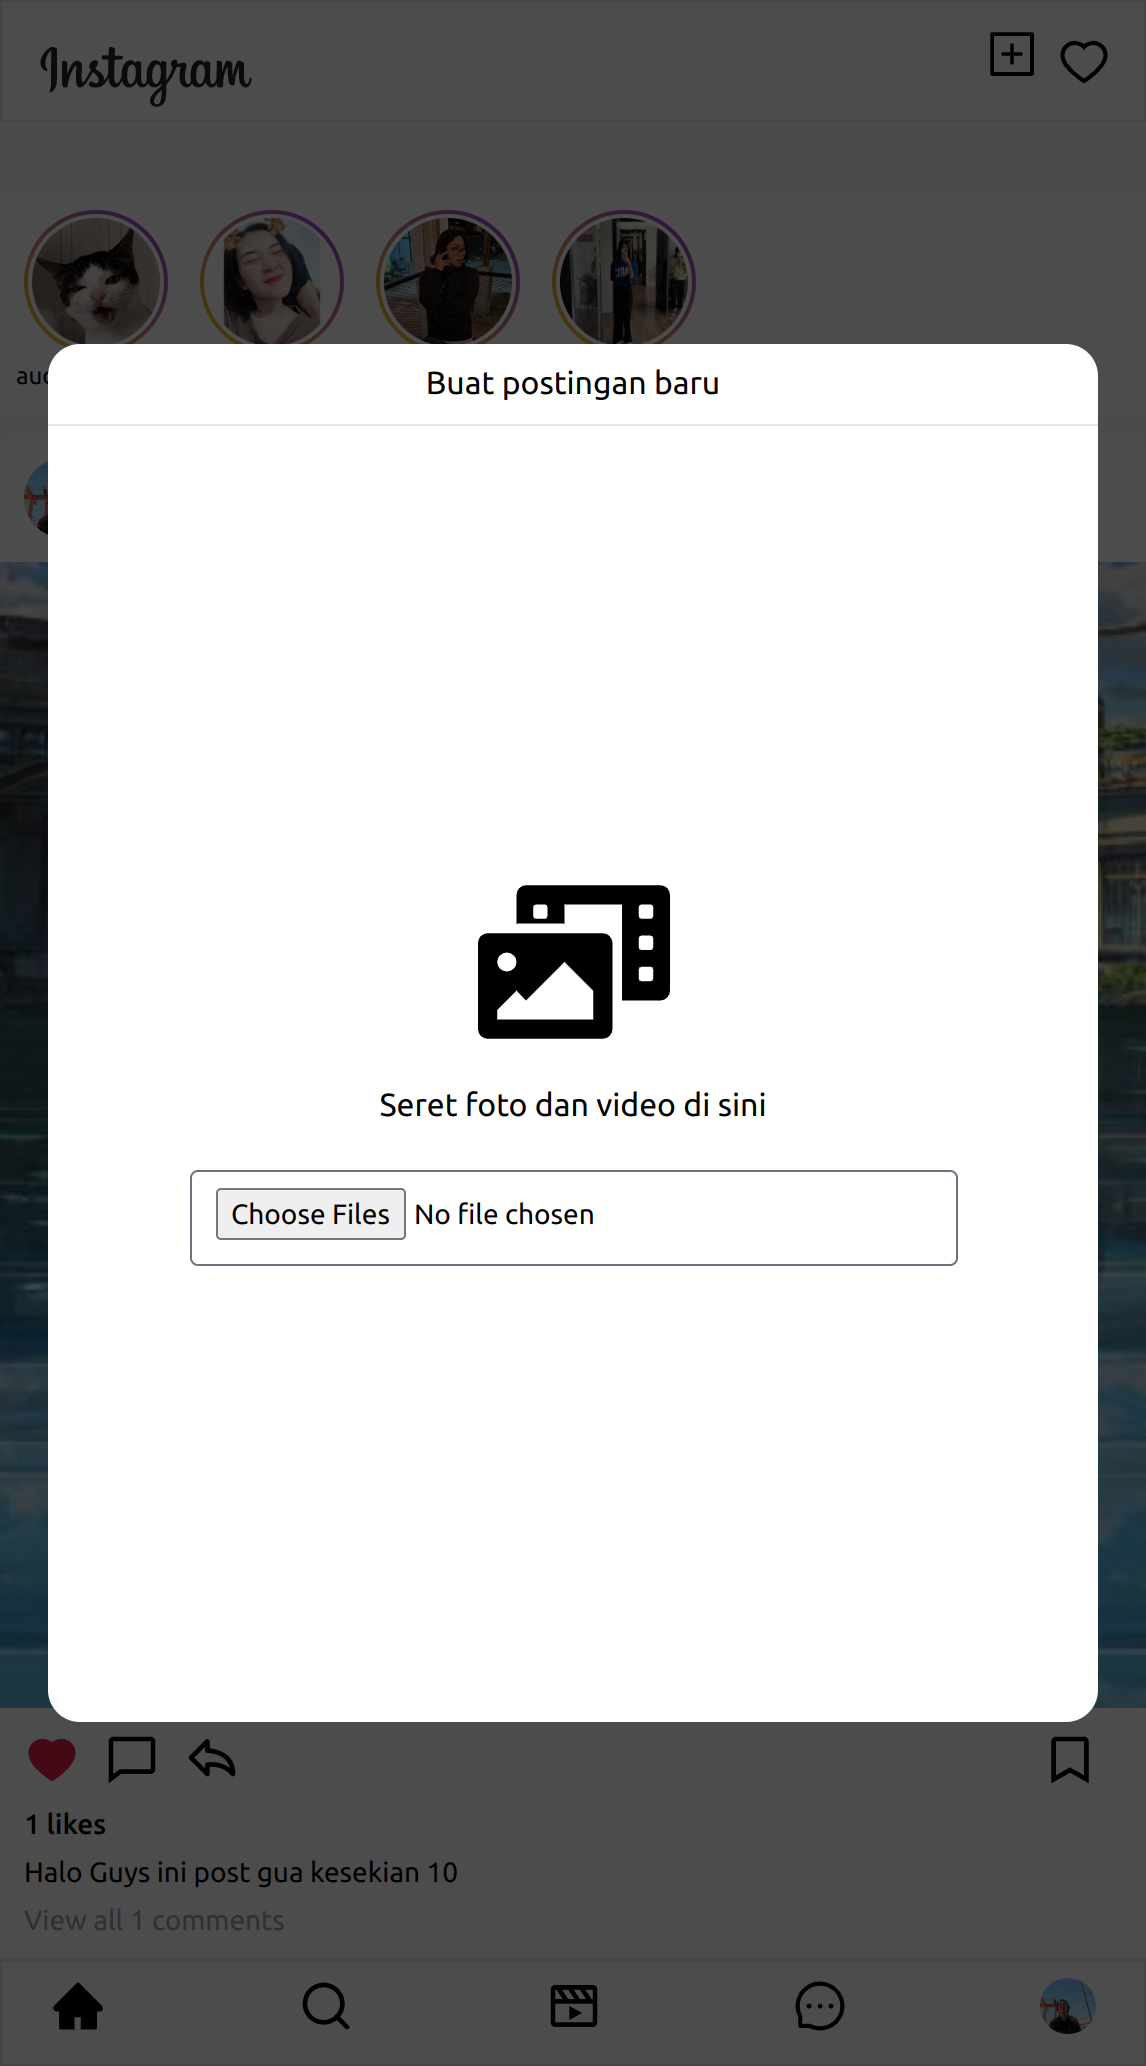 Instagram
Buat postingan baru
Seret foto dan video di sini
Choose Files No file chosen
1 likes
Halo Guys ini post gua kesekian 10
View all 1 comments